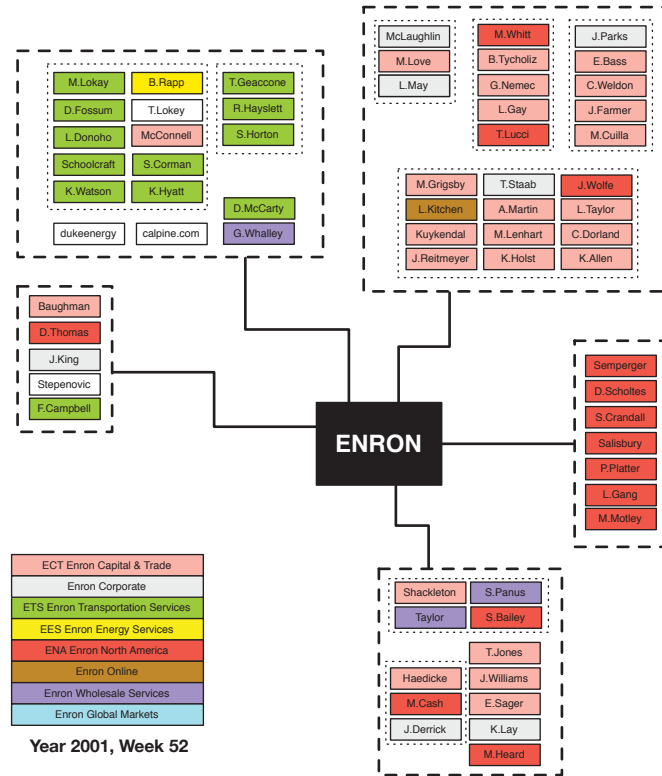 M.Lokay
B.Rapp
D.Fossum
T.Lokey
L.Donoho
McConnell
Schoolcraft
S.Corman
K.Watson
K.Hyatt
T.Geaccone
R.Hayslett
S.Horton
D.McCarty
dukeenergy
calpine.com
G.Whalley
McLaughlin
M.Love
L.May
M.Whitt
B.Tycholiz
G.Nemec
L.Gay
T.Lucci
J.Parks
E.Bass
C.Weldon
J.Farmer
M.Cuilla
M.Grigsby
T.Staab
J.Wolfe
L.Kitchen
A.Martin
L.Taylor
Kuykendal
M.Lenhart
C.Dorland
J.Reitmeyer
K.Holst
K.Allen
Baughman
D.Thomas
J.King
Stepenovic
F.Campbell
ENRON
Semperger
D.Scholtes
S.Crandall
Salisbury
P.Platter
L.Gang
M.Motley
ECT Enron Capital & Trade
Enron Corporate
ETS Enron Transportation Services
EES Enron Energy Services
ENA Enron North America
Enron Online
Enron Wholesale Services
Enron Global Markets
Year 2001, Week 52
Shackleton
S.Panus
Taylor
S.Bailey
T.Jones
Haedicke
J.Williams
M.Cash
E.Sager
J.Derrick
K.Lay
M.Heard